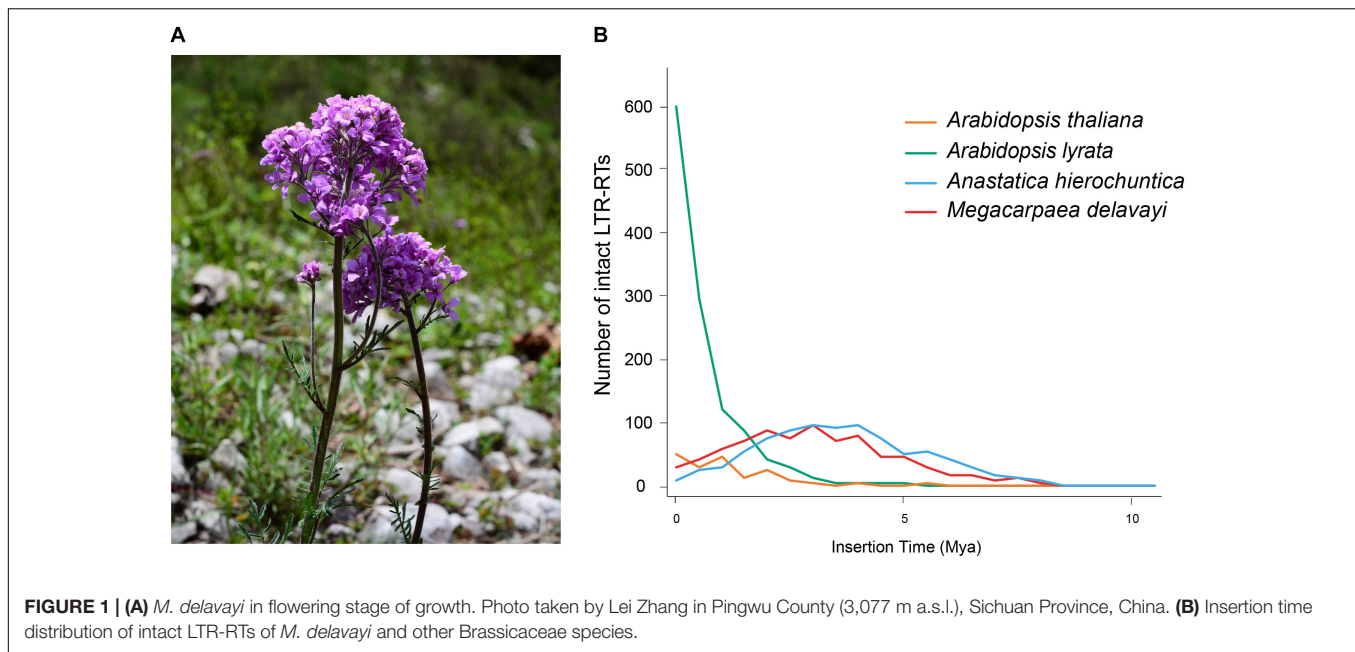 A
B
Number of intact LTR-RTs
600
500
400
300
200
100
0
Arabidopsis thaliana
Arabidopsis lyrata
Anastatica hierochuntica
Megacarpaea delavayi
0
5
10
Insertion Time (Mya)
FIGURE 1 | (A) M. delavayi in flowering stage of growth. Photo taken by Lei Zhang in Pingwu County (3,077 m a.s.l.), Sichuan Province, China. (B) Insertion time
distribution of intact LTR-RTs of M. delavayi and other Brassicaceae species.